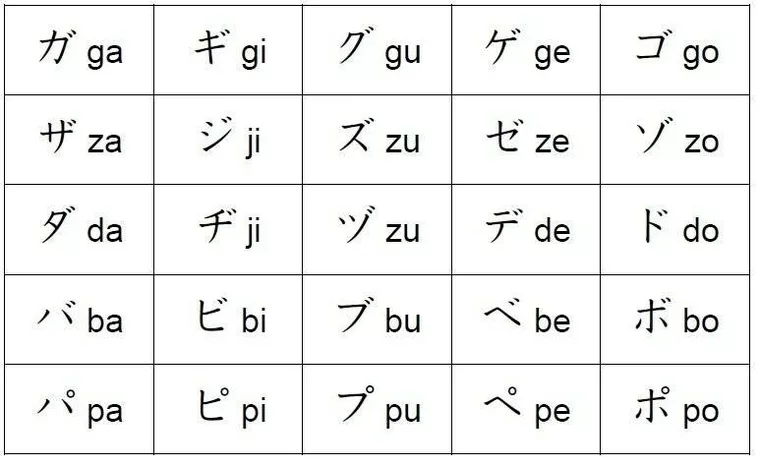 ガ ga ギ gi グ gu ゲ ge ゴ go
ザ za ジ ji ズ zu ゼ ze ゾ zo
ダ da ヂ ji ヅ zu デ de ド do
バ ba ビ bi ブ bu ベ be ボ bo
パ pa ピ pi プ pu ペ pe ポ po